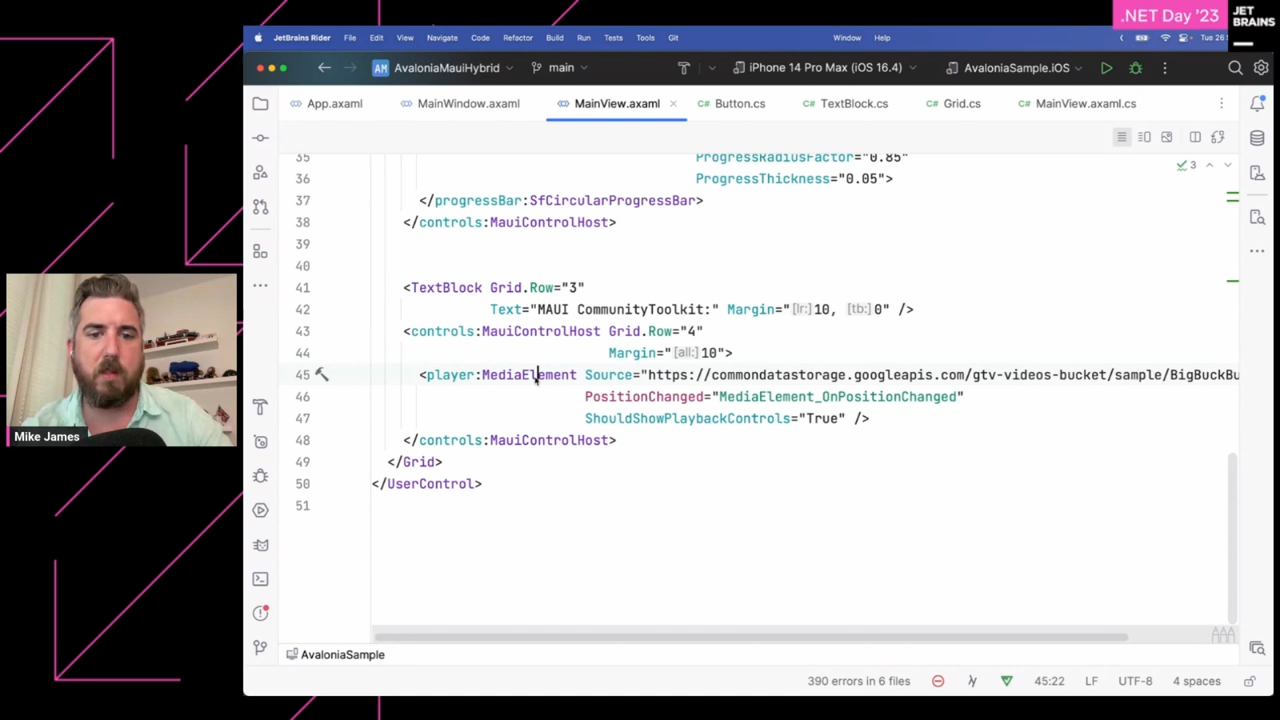 .NET Day '23
JET
BRAINS
JetBrains Rider File Edit View Navigate Code Refactor Build Run Tests Tools Git Window Help Tue 26
AM AvaloniaMauiHybrid main iPhone 14 Pro Max (iOS 16.4) AvaloniaSample.iOS
App.axaml MainWindow.axaml MainView.axaml C# Button.cs C# TextBlock.cs C# Grid.cs C# MainView.axaml.cs
3
35 ProgressRadiusFactor="0.85"
36 ProgressThickness="0.05">
37 </progressBar:SfCircularProgressBar>
38 </controls:MauiControlHost>
39
40
41 <TextBlock Grid.Row="3"
42 Text="MAUI CommunityToolkit:" Margin="[lr:]10, [tb:]0" />
43 <controls:MauiControlHost Grid.Row="4"
44 Margin="[all:]10">
45 <player:MediaElement Source="https://commondatastorage.googleapis.com/gtv-videos-bucket/sample/BigBuckBu
46 PositionChanged="MediaElement_OnPositionChanged"
47 ShouldShowPlaybackControls="True" />
48 </controls:MauiControlHost>
49 </Grid>
50 </UserControl>
51
Mike James
AvaloniaSample
390 errors in 6 files 45:22 LF UTF-8 4 spaces